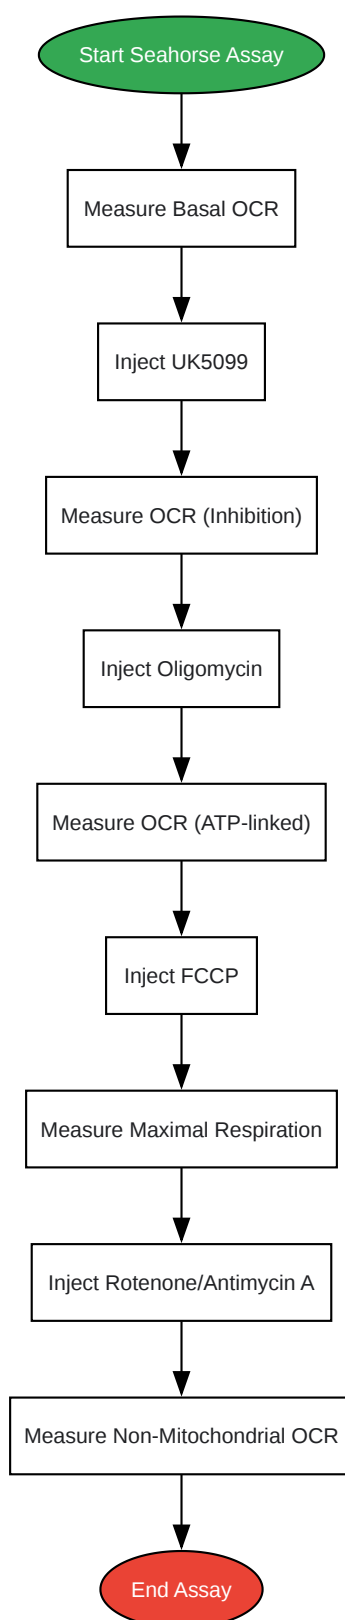 Start Seahorse Assay
Measure Basal OCR
Inject UK5099
Measure OCR (Inhibition)
Inject Oligomycin
Measure OCR (ATP-linked)
Inject FCCP
Measure Maximal Respiration
Inject Rotenone/Antimycin A
Measure Non-Mitochondrial OCR
End Assay